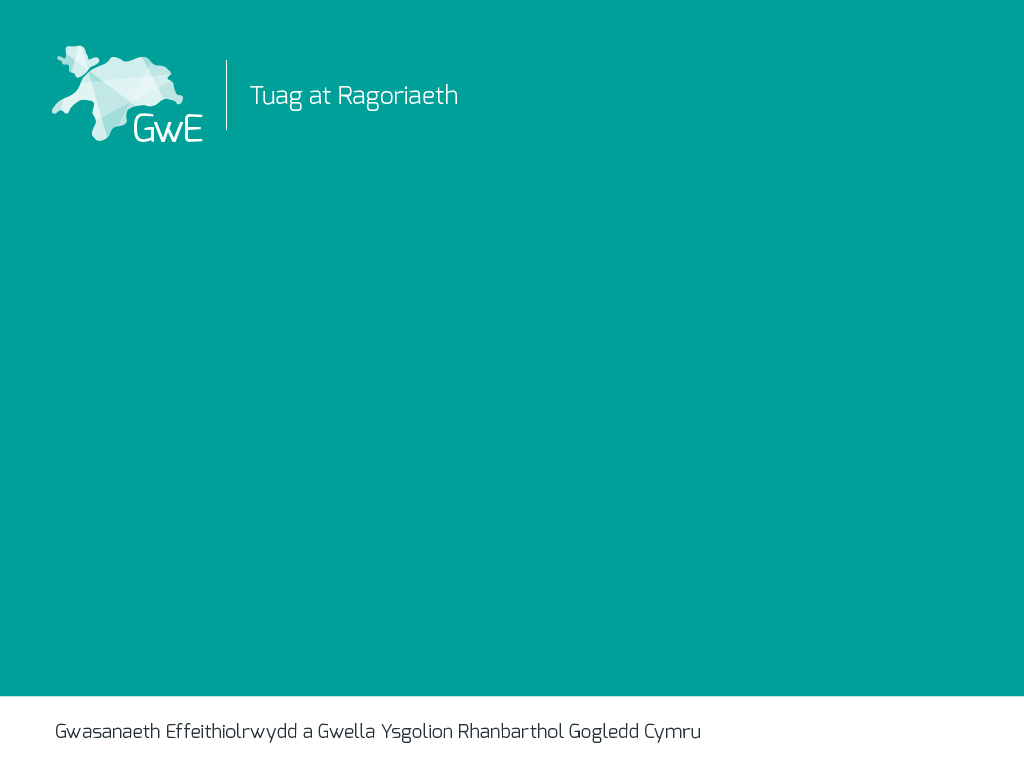 GwE
Tuag at Ragoriaeth
Gwasanaeth Effeithiolrwydd a Gwella Ysgolion Rhanbarthol Gogledd Cymru